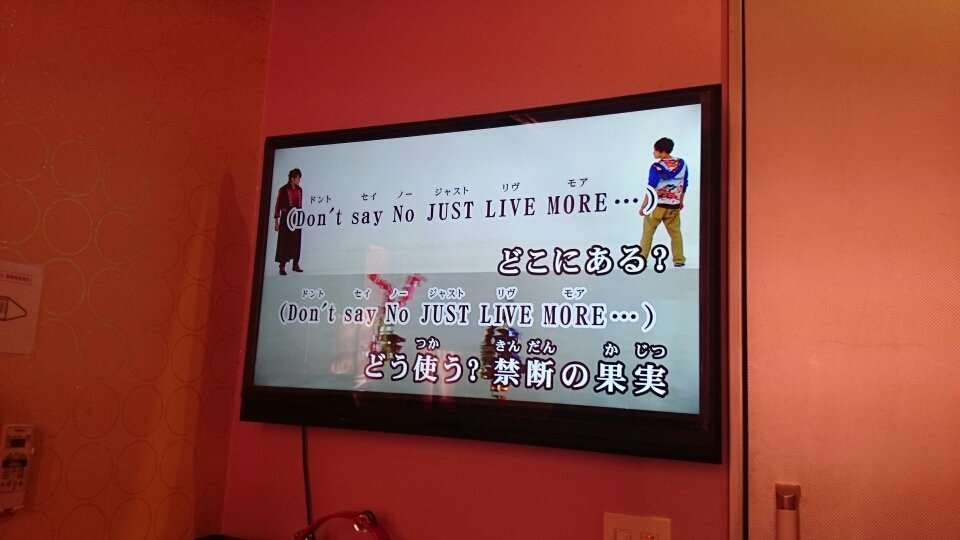 ドント セイ ノー ジャスト リヴ モア
(Don't say No JUST LIVE MORE…)
どこにある?
ドント セイ ノー ジャスト リヴ モア
(Don't say No JUST LIVE MORE…)
つか きんだん か じつ
どう使う? 禁断の果実